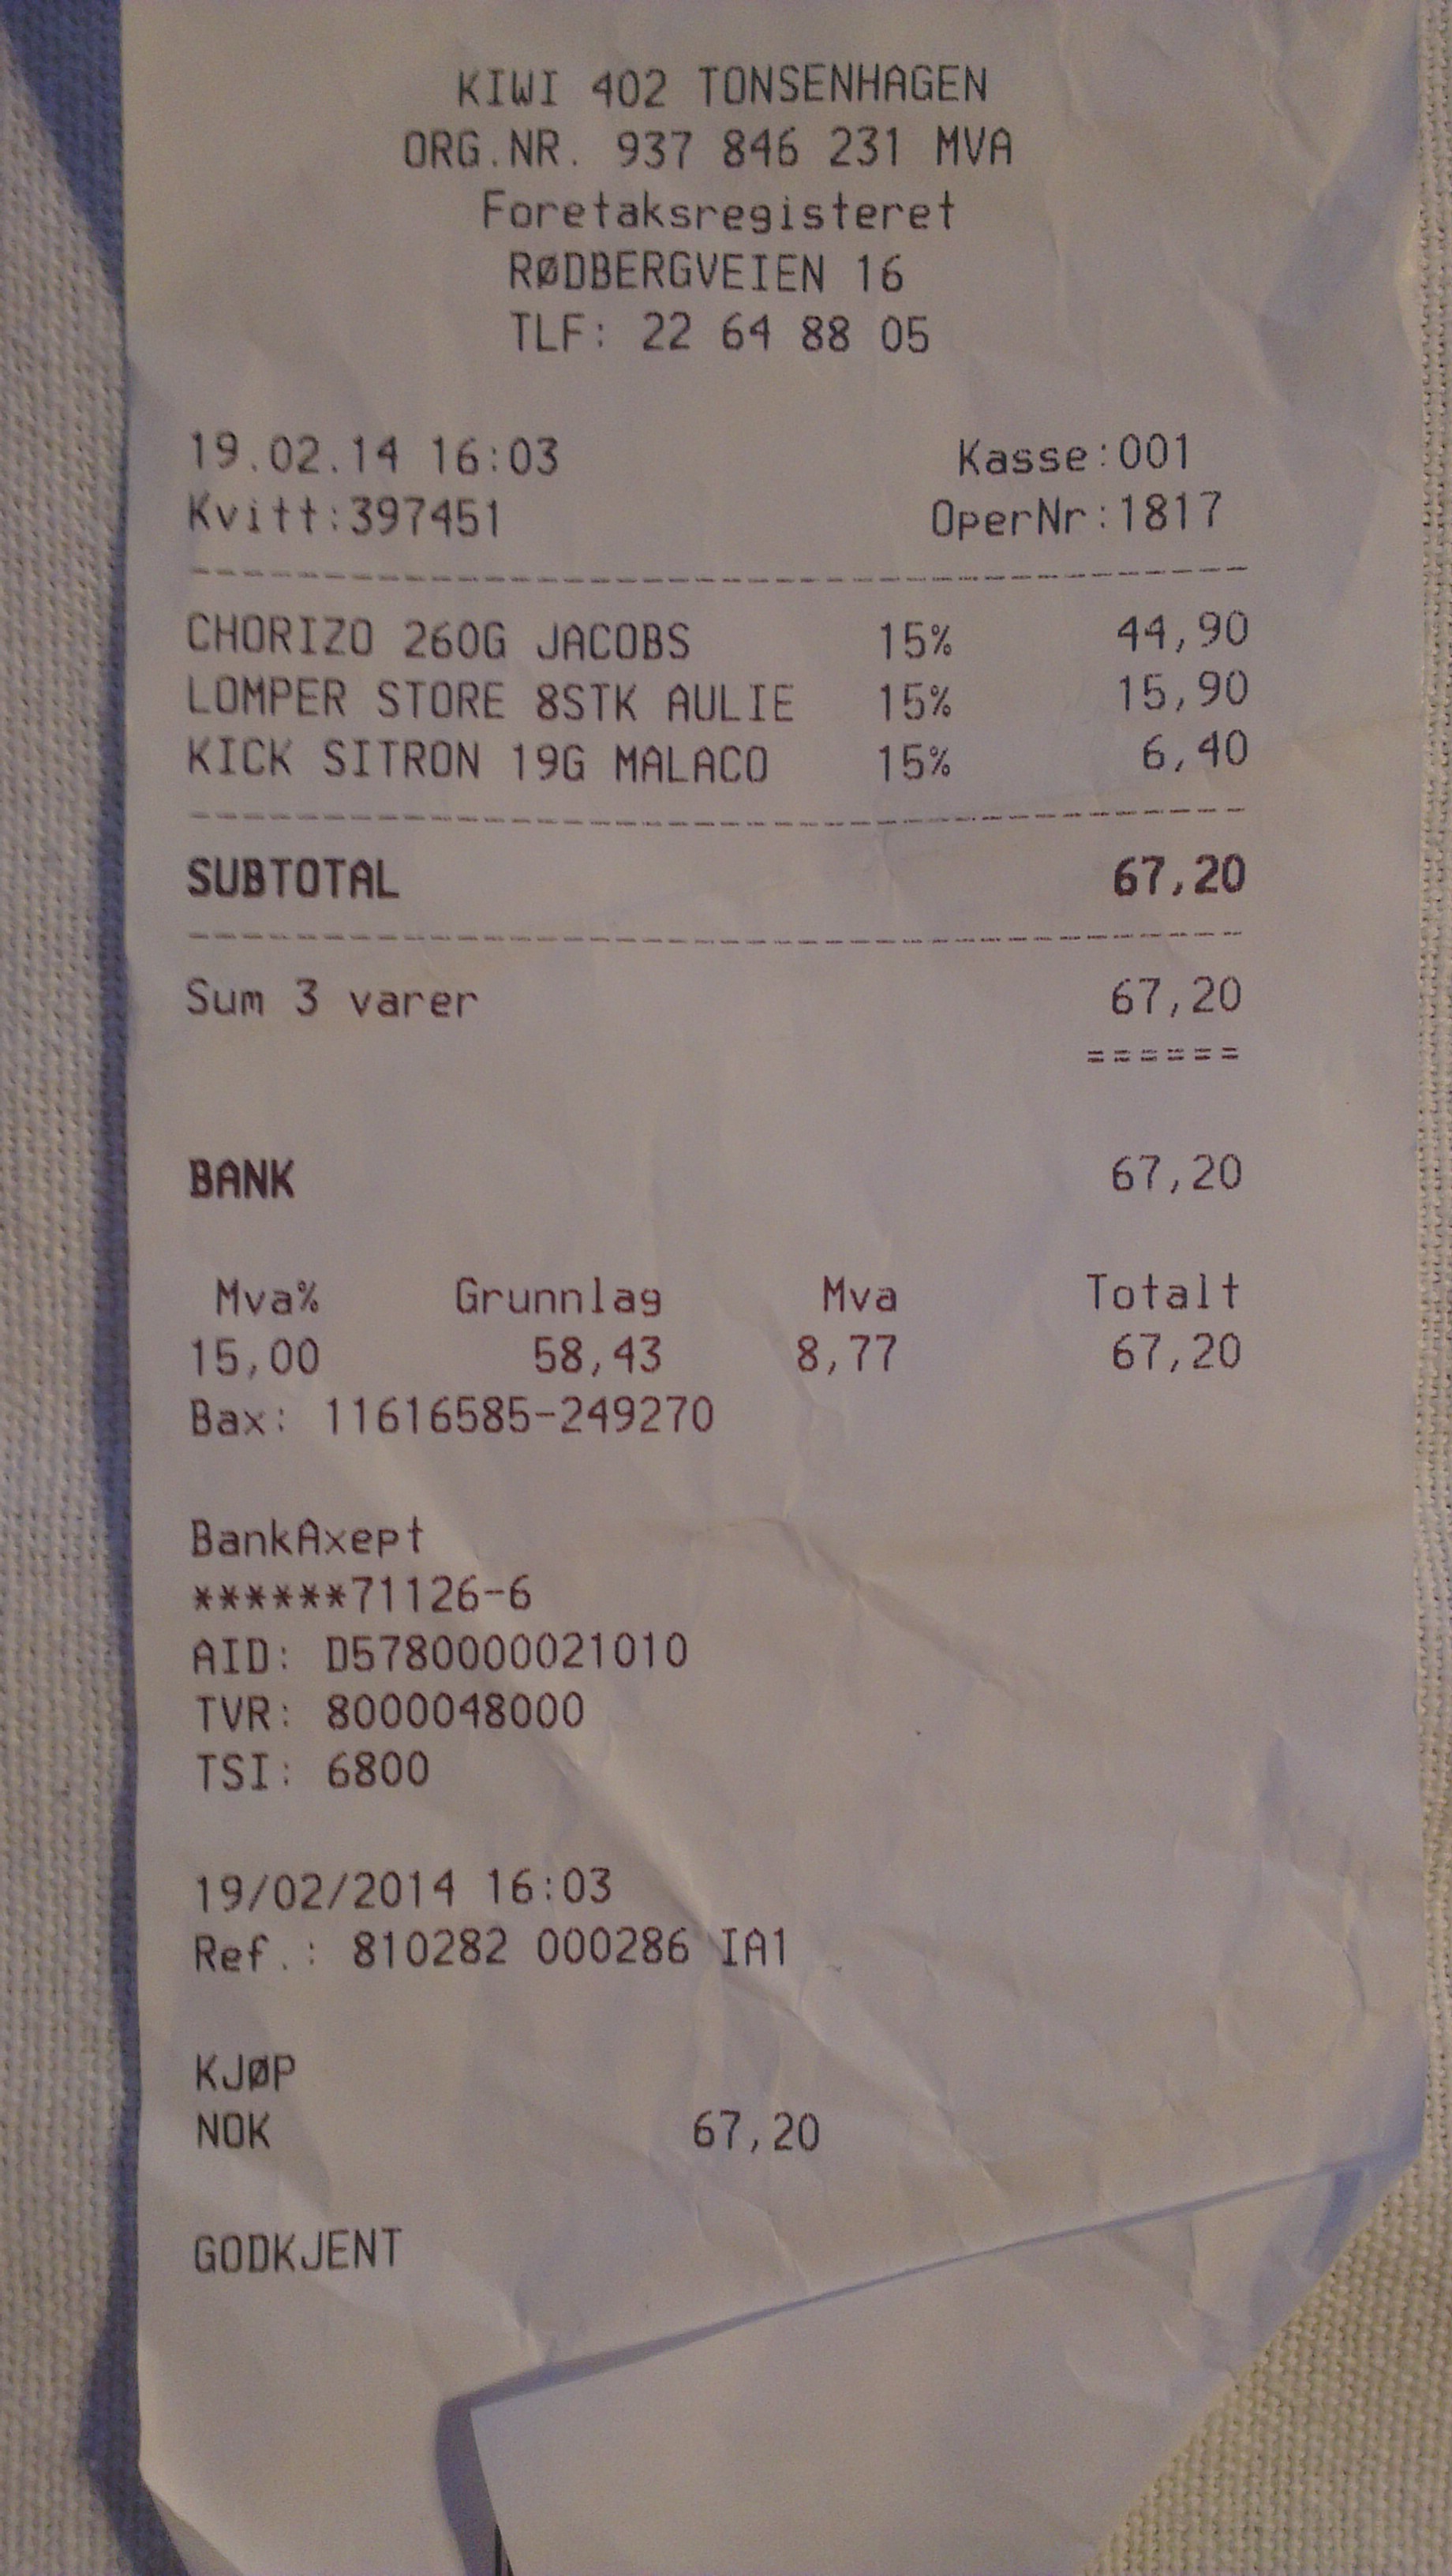 KIWI 402 TONSENHAGEN
ORG.NR. 937 846 231 MVA
Foretaksregisteret
RØDBERGVEIEN 16
TLF: 22 64 88 05
19.02.14 16:03 Kasse:001
Kvitt:397451 OperNr:1817
--------------------------------
CHORIZO 260G JACOBS 15% 44,90
LOMPER STORE 8STK AULIE 15% 15,90
KICK SITRON 19G MALACO 15% 6,40
--------------------------------
SUBTOTAL 67,20
--------------------------------
Sum 3 varer 67,20
======
BANK 67,20
Mva% Grunnlag Mva Totalt
15,00 58,43 8,77 67,20
Bax: 11616585-249270
BankAxept
******71126-6
AID: D5780000021010
TVR: 8000048000
TSI: 6800
19/02/2014 16:03
Ref.: 810282 000286 IA1
KJØP
NOK 67,20
GODKJENT